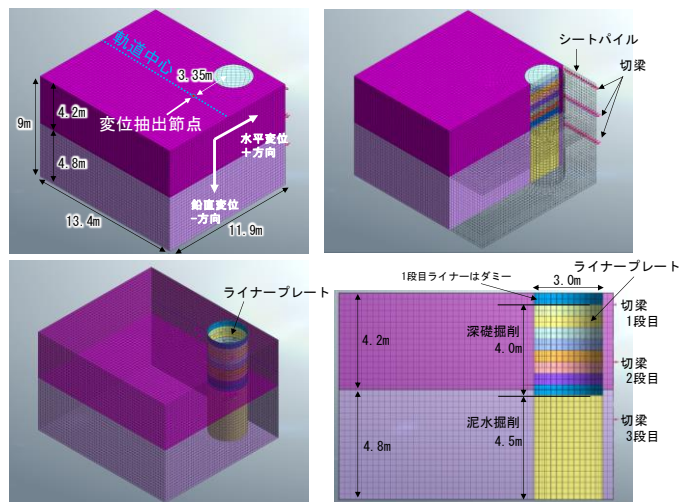 軌道中心
3.35m
変位抽出節点
9m
4.2m
4.8m
水平変位
+方向
鉛直変位
-方向
13.4m
11.9m
シートパイル
切梁
ライナープレート
1段目ライナーはダミー
3.0m
ライナープレート
4.2m
深礎掘削
4.0m
切梁
1段目
切梁
2段目
4.8m
泥水掘削
4.5m
切梁
3段目